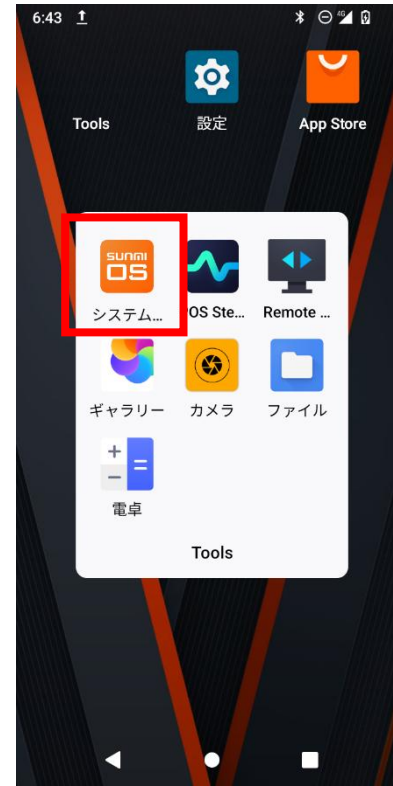 6:43
4G
Tools
設定
App Store
SUNMI
OS
システム...
OS Ste...
Remote ...
ギャラリー
カメラ
ファイル
電卓
Tools